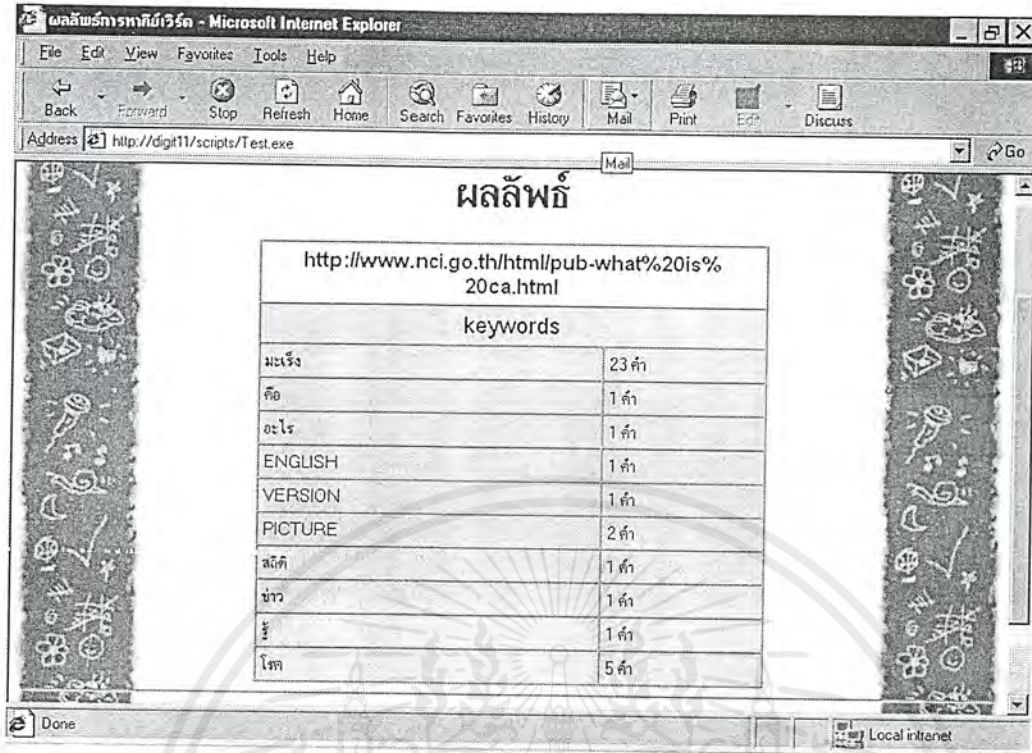 ผลลัพธ์การหาคีย์เวิร์ด - Microsoft Internet Explorer
File Edit View Favorites Tools Help
Back Forward Stop Refresh Home Search Favorites History Mail Print Edit Discuss
Address http://digit11/scripts/Test.exe Go
Mail
ผลลัพธ์
http://www.nci.go.th/html/pub-what%20is%
20ca.html
keywords
มะเร็ง 23 คำ
คือ 1 คำ
อะไร 1 คำ
ENGLISH 1 คำ
VERSION 1 คำ
PICTURE 2 คำ
สถิติ 1 คำ
ข่าว 1 คำ
รู้ 1 คำ
โรค 5 คำ
Done Local intranet